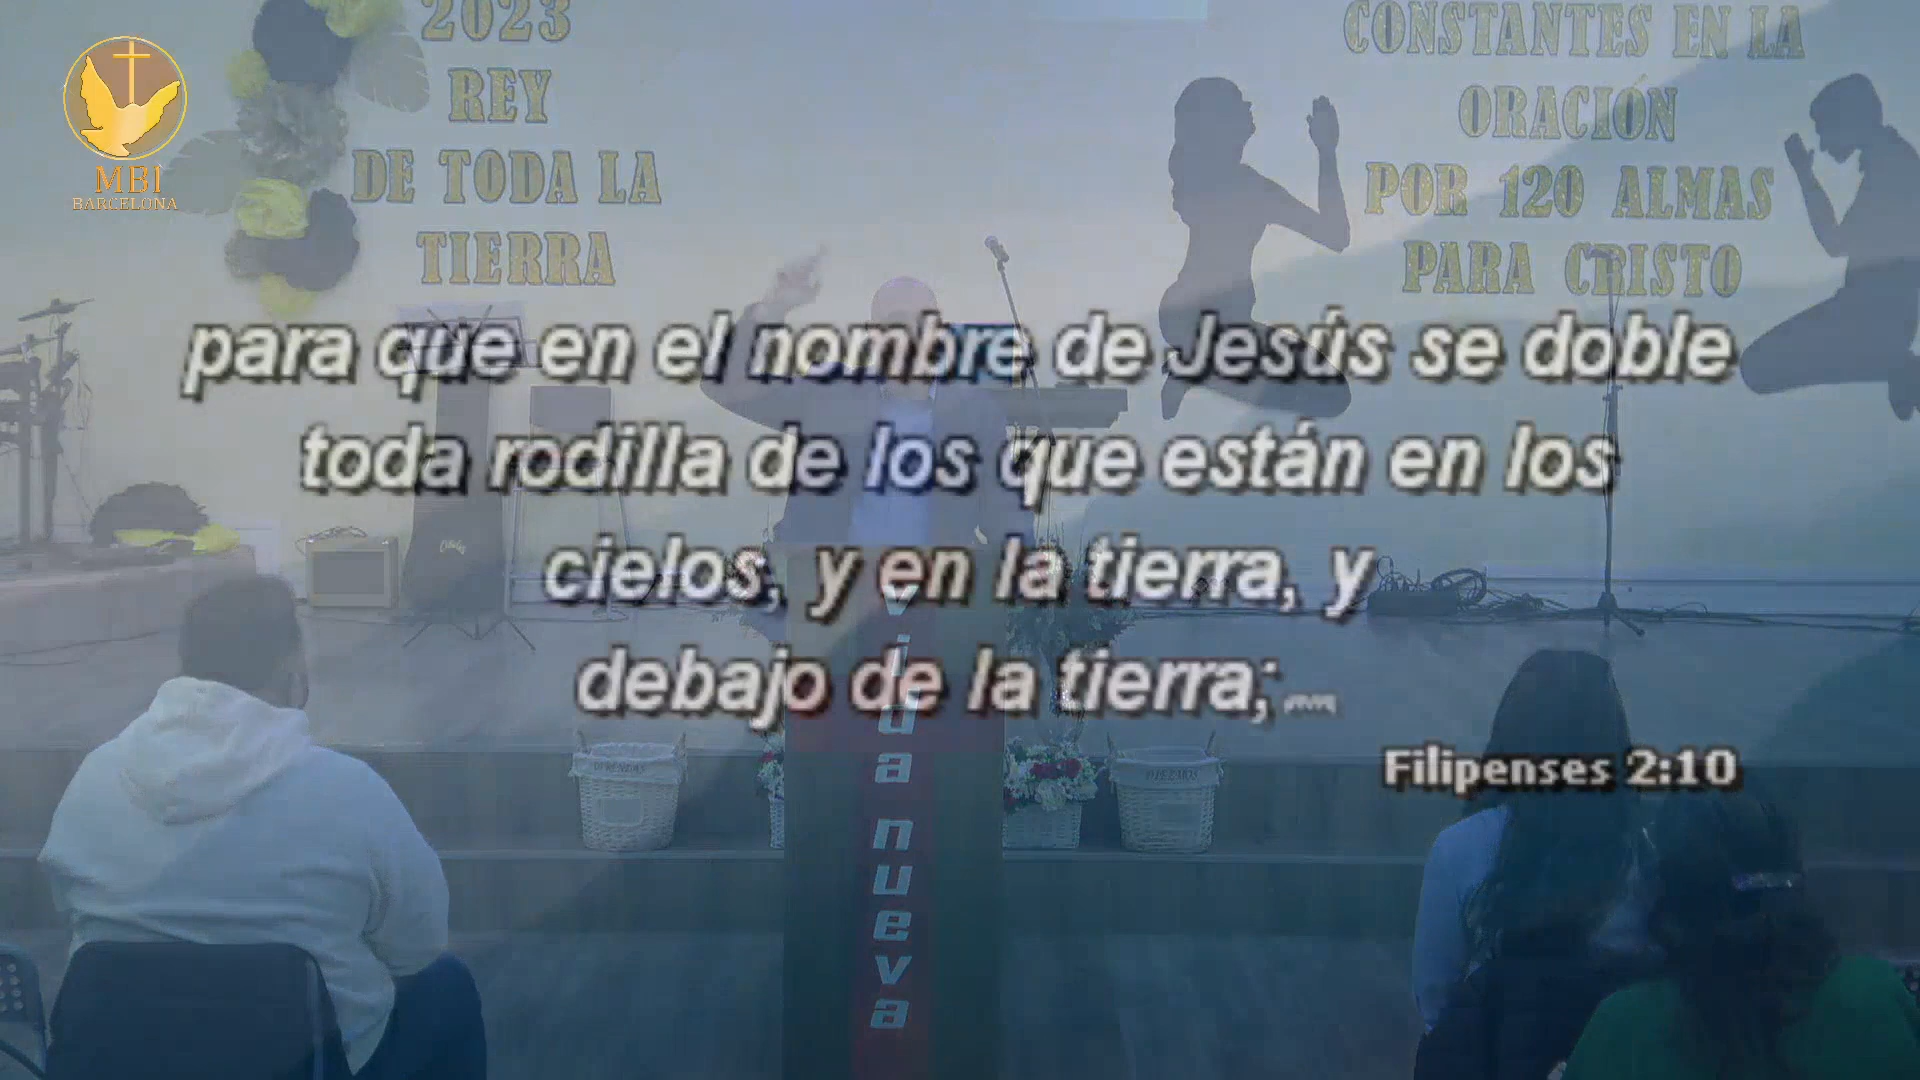 2023
REY
DE TODA LA
TIERRA
CONSTANTES EN LA
ORACIÓN
POR 120 ALMAS
PARA CRISTO
MBI
BARCELONA
para que en el nombre de Jesús se doble
toda rodilla de los que están en los
cielos, y en la tierra, y
debajo de la tierra;
Filipenses 2:10
vida nueva
OFRENDAS
DIEZMOS